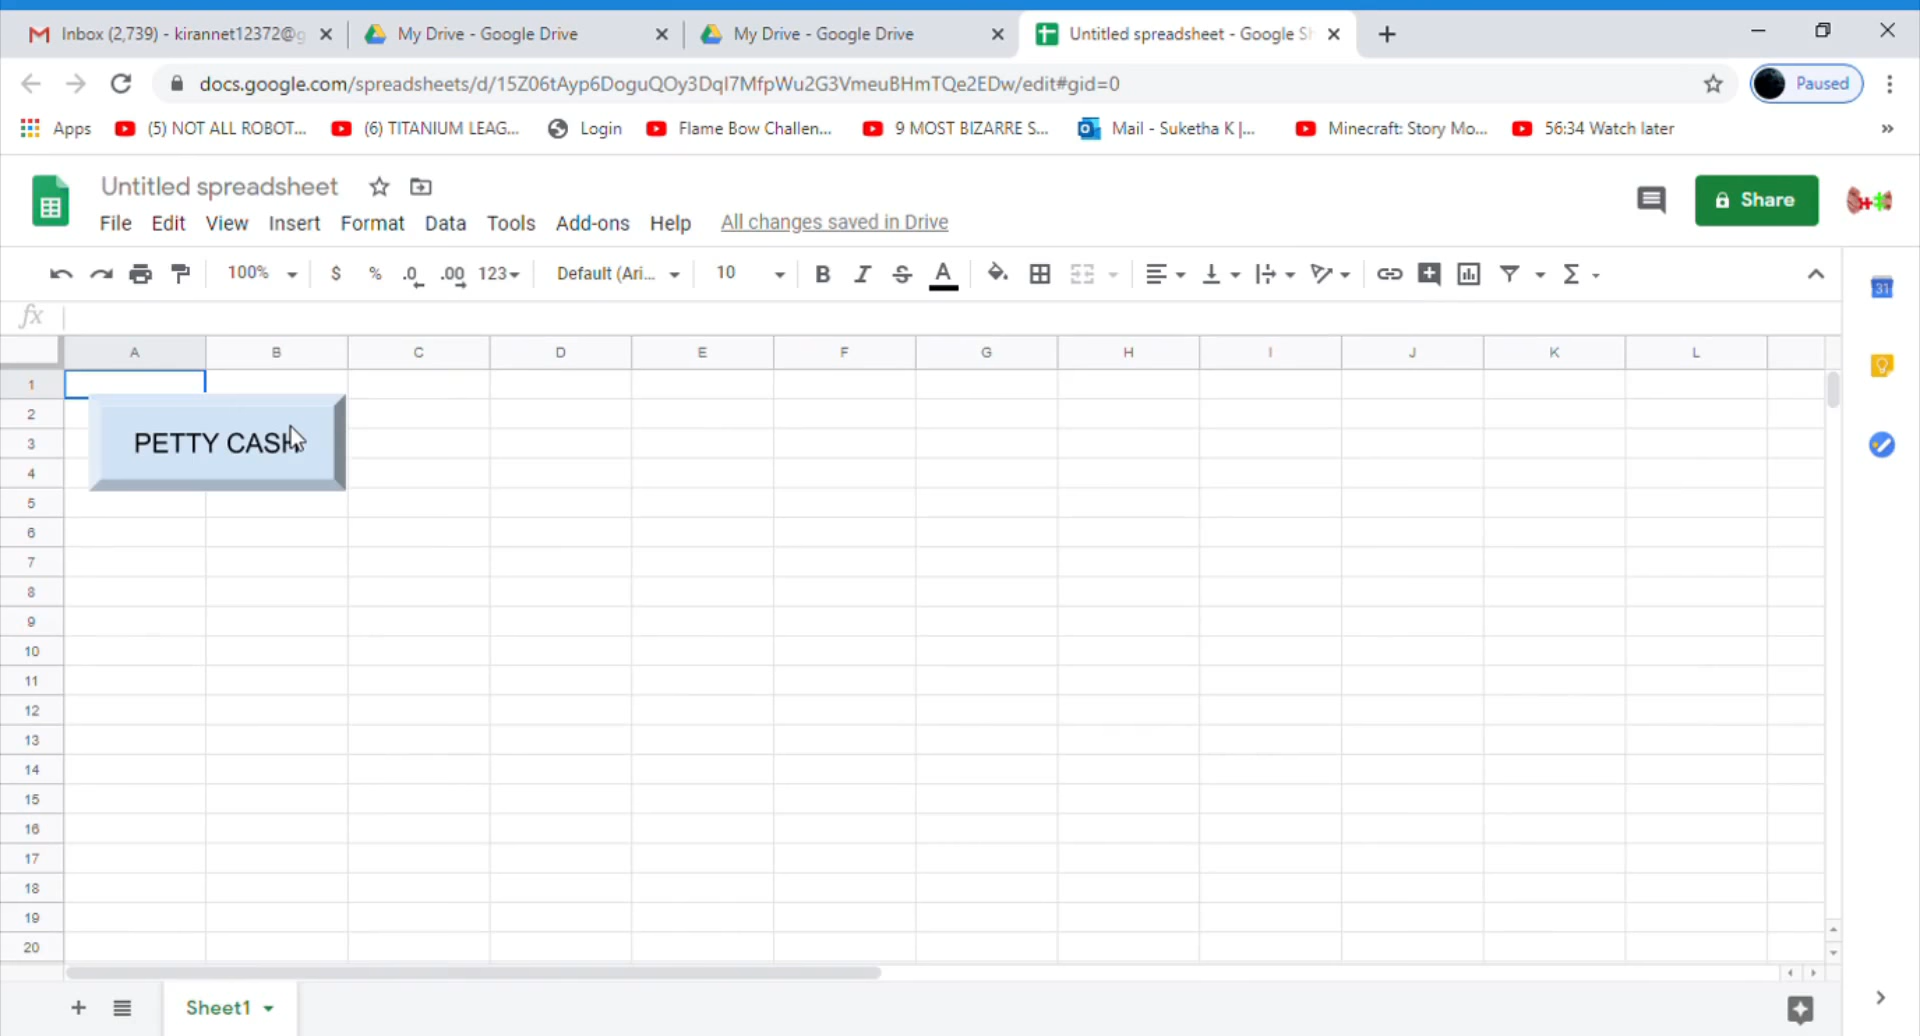 Inbox (2,739) - kirannet12372@g
My Drive - Google Drive
My Drive - Google Drive
Untitled spreadsheet - Google Sh
docs.google.com/spreadsheets/d/15Z06tAyp6DoguQOy3DqI7MfpWu2G3VmeuBHmTQe2EDw/edit#gid=0
Paused
Apps
(5) NOT ALL ROBOT...
(6) TITANIUM LEAG...
Login
Flame Bow Challen...
9 MOST BIZARRE S...
Mail - Suketha K |...
Minecraft: Story Mo...
56:34 Watch later
»
Untitled spreadsheet
Share
File Edit View Insert Format Data Tools Add-ons Help All changes saved in Drive
100% $ % .0 .00 123 Default (Ari... 10 B I S A Σ
31
fx
A B C D E F G H I J K L
1
2
3
4
5
6
7
8
9
10
11
12
13
14
15
16
17
18
19
20
PETTY CASH
Sheet1